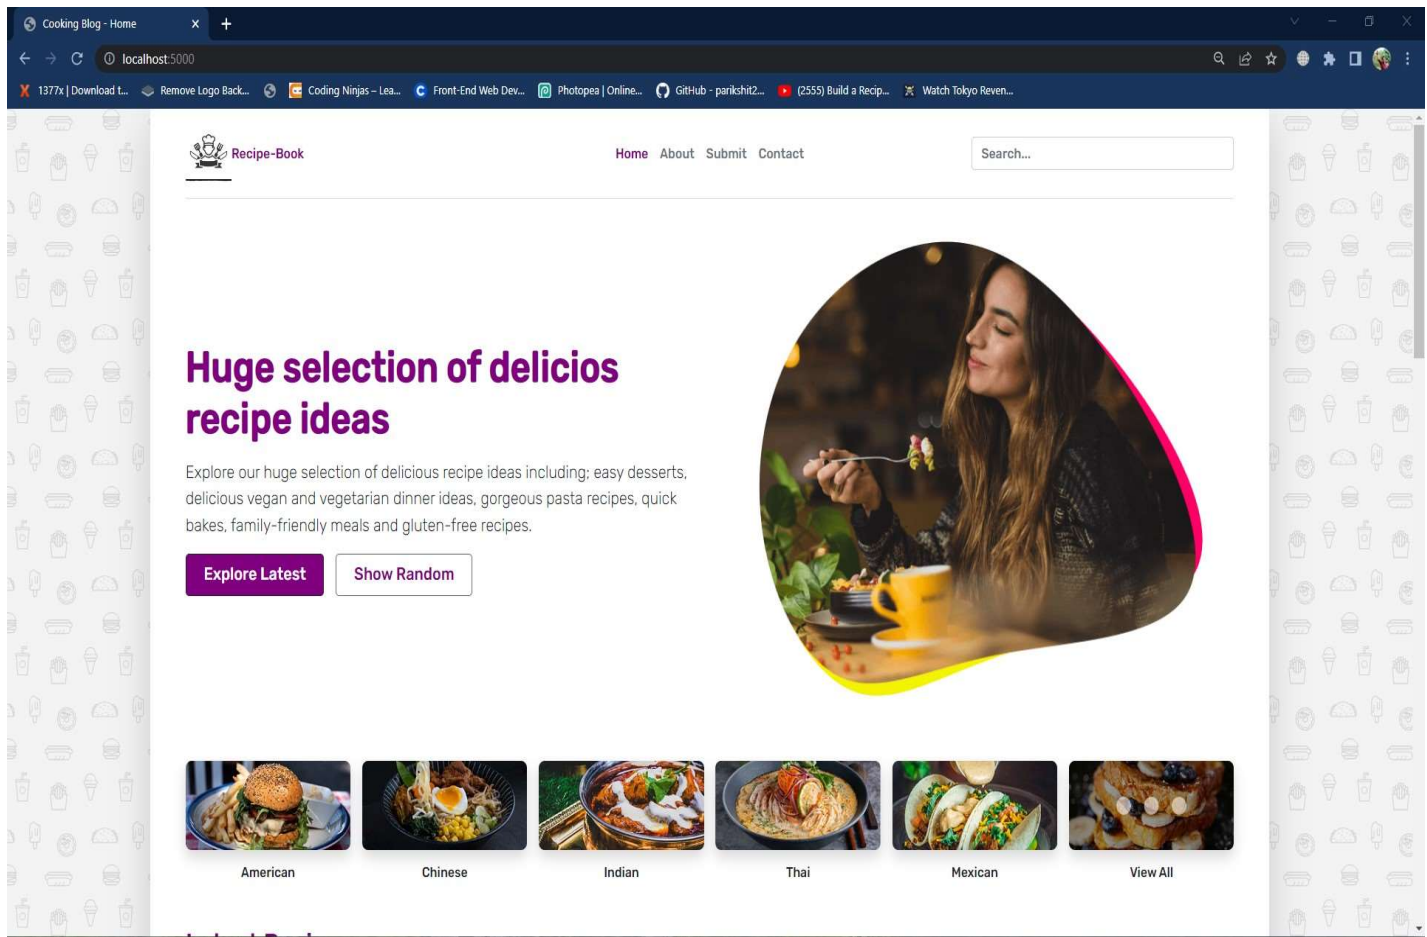 Cooking Blog - Home
localhost:5000
1377x | Download t...
Remove Logo Back...
Coding Ninjas – Lea...
Front-End Web Dev...
Photopea | Online...
GitHub - parikshit2...
(2555) Build a Recip...
Watch Tokyo Reven...
Recipe-Book
Home About Submit Contact
Search...
Huge selection of delicios
recipe ideas
Explore our huge selection of delicious recipe ideas including; easy desserts,
delicious vegan and vegetarian dinner ideas, gorgeous pasta recipes, quick
bakes, family-friendly meals and gluten-free recipes.
Explore Latest
Show Random
American
Chinese
Indian
Thai
Mexican
View All